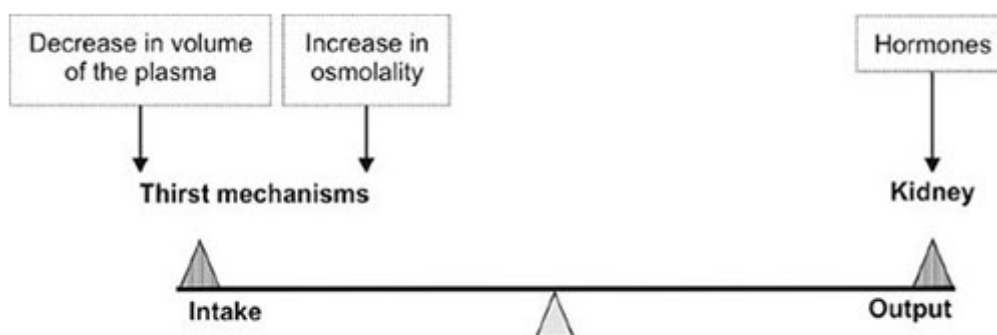 Decrease in volume
of the plasma
Increase in
osmolality
Hormones
Thirst mechanisms
Kidney
Intake
Output